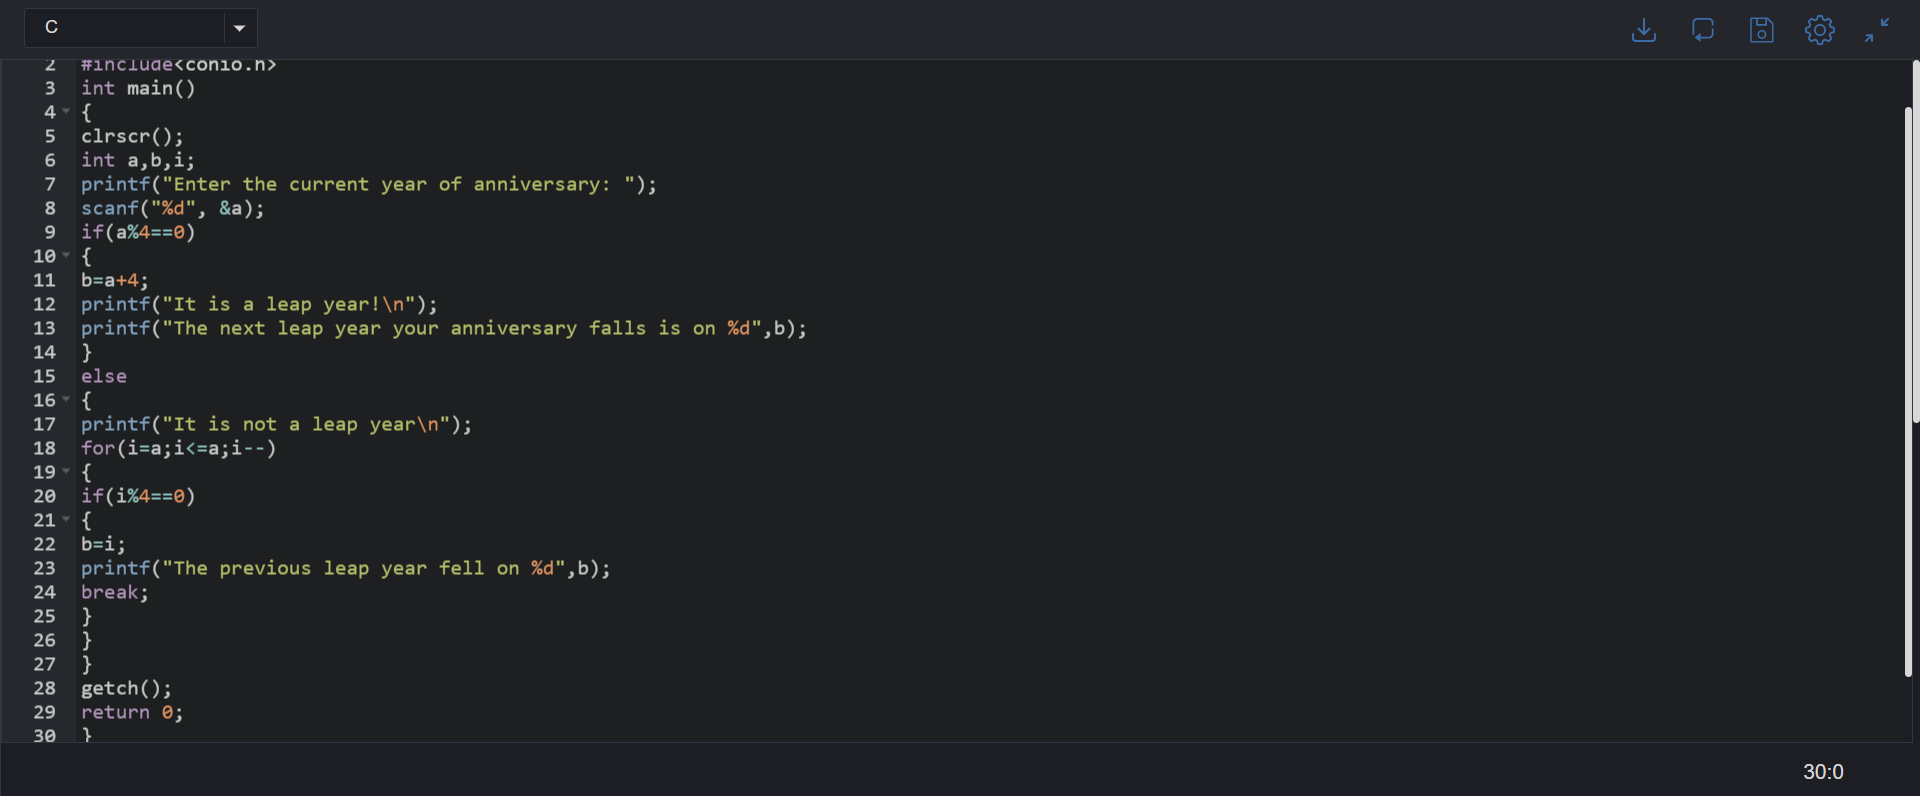 C
2 #include<conio.h>
3 int main()
4 {
5 clrscr();
6 int a,b,i;
7 printf("Enter the current year of anniversary: ");
8 scanf("%d", &a);
9 if(a%4==0)
10 {
11 b=a+4;
12 printf("It is a leap year!\n");
13 printf("The next leap year your anniversary falls is on %d",b);
14 }
15 else
16 {
17 printf("It is not a leap year\n");
18 for(i=a;i<=a;i--)
19 {
20 if(i%4==0)
21 {
22 b=i;
23 printf("The previous leap year fell on %d",b);
24 break;
25 }
26 }
27 }
28 getch();
29 return 0;
30 }
30:0